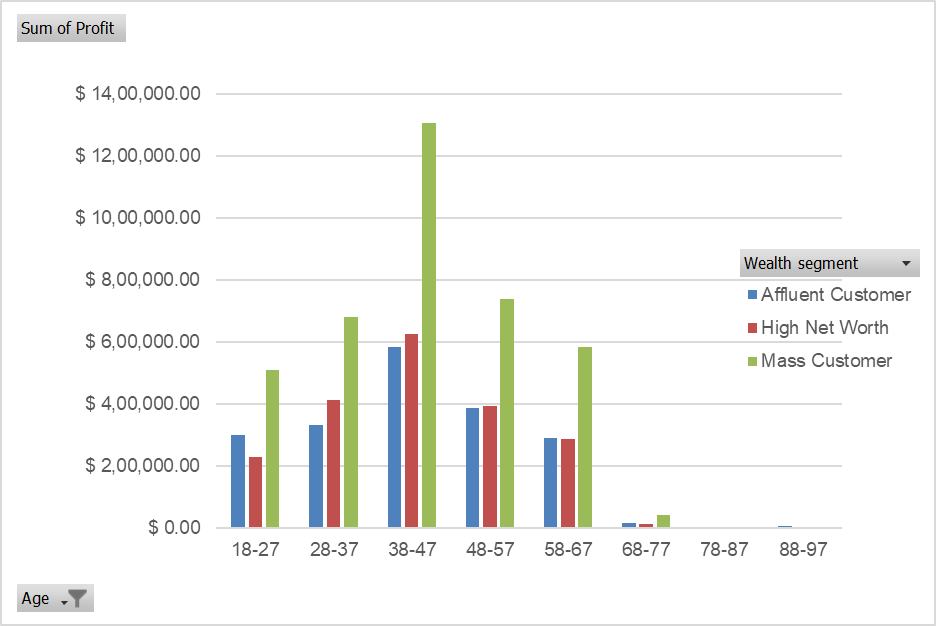 Sum of Profit
$ 14,00,000.00
$ 12,00,000.00
$ 10,00,000.00
$ 8,00,000.00
$ 6,00,000.00
$ 4,00,000.00
$ 2,00,000.00
$ 0.00
18-27 28-37 38-47 48-57 58-67 68-77 78-87 88-97
Wealth segment
Affluent Customer
High Net Worth
Mass Customer
Age